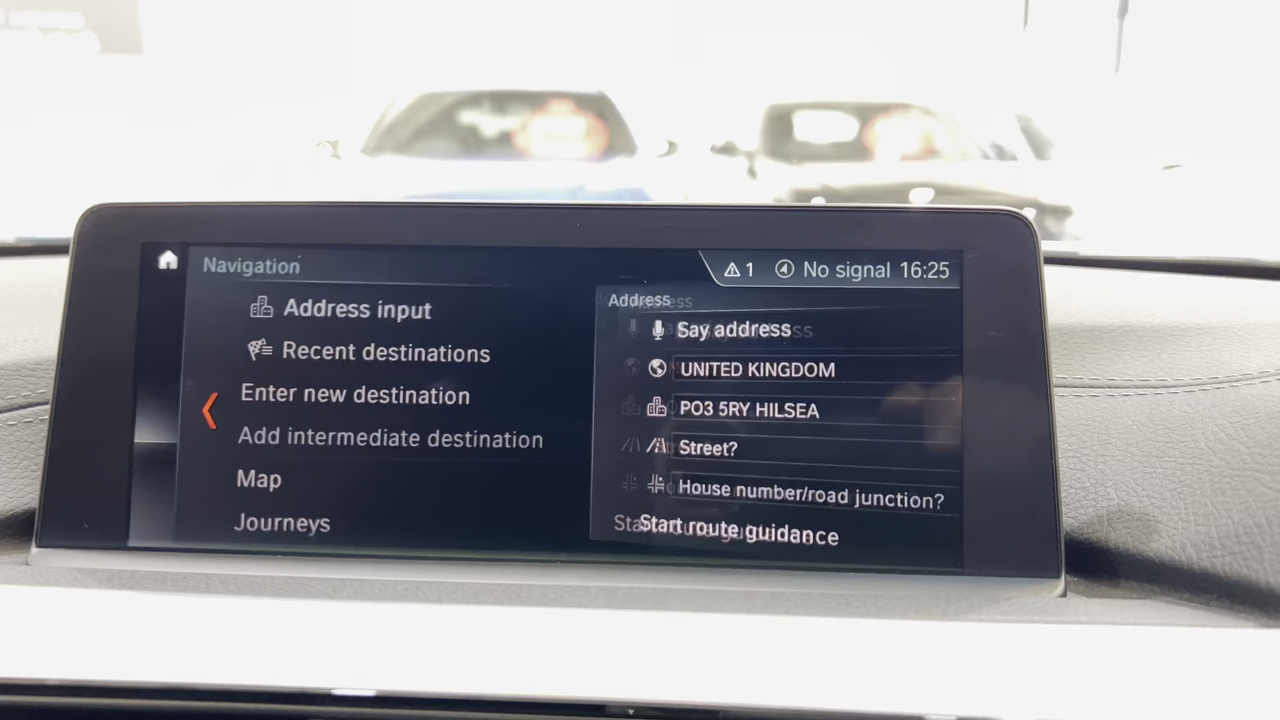 Navigation
1 No signal 16:25
Address input
Recent destinations
Enter new destination
Add intermediate destination
Map
Journeys
Address
Say address
UNITED KINGDOM
PO3 5RY HILSEA
Street?
House number/road junction?
Start route guidance